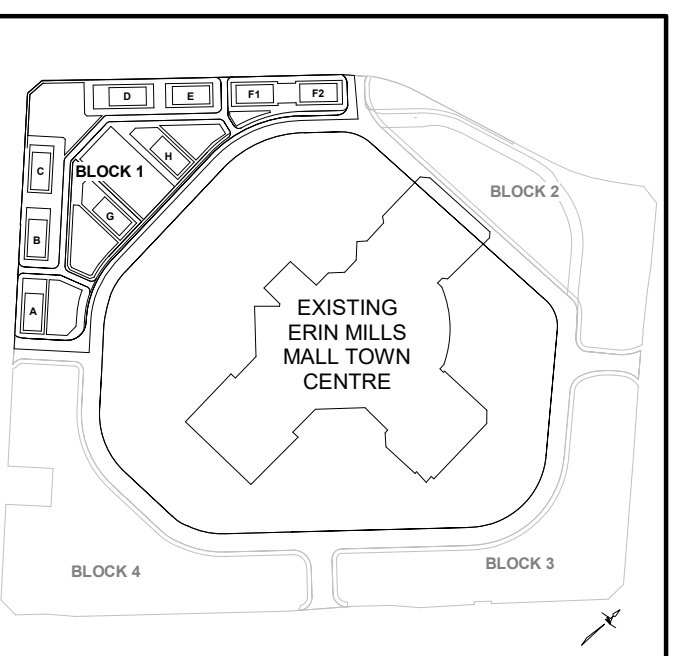 D
E
F1
F2
H
C
BLOCK 1
BLOCK 2
G
B
A
EXISTING
ERIN MILLS
MALL TOWN
CENTRE
BLOCK 4
BLOCK 3